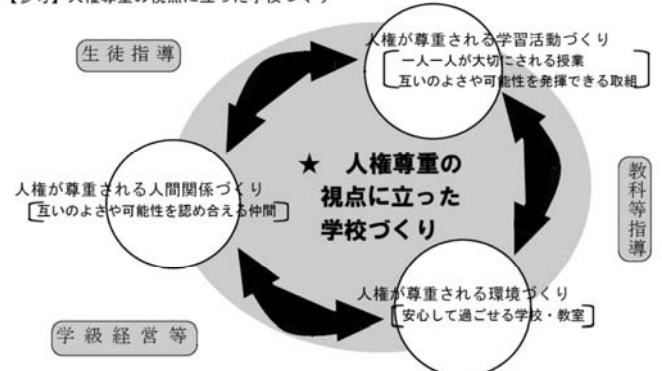 【参考】人権尊重の視点に立った学校づくり
生徒指導
人権が尊重される学習活動づくり
一人一人が大切にされる授業
互いのよさや可能性を発揮できる取組
★ 人権尊重の
視点に立った
学校づくり
人権が尊重される人間関係づくり
互いのよさや可能性を認め合える仲間
教科等指導
人権が尊重される環境づくり
安心して過ごせる学校・教室
学級経営等